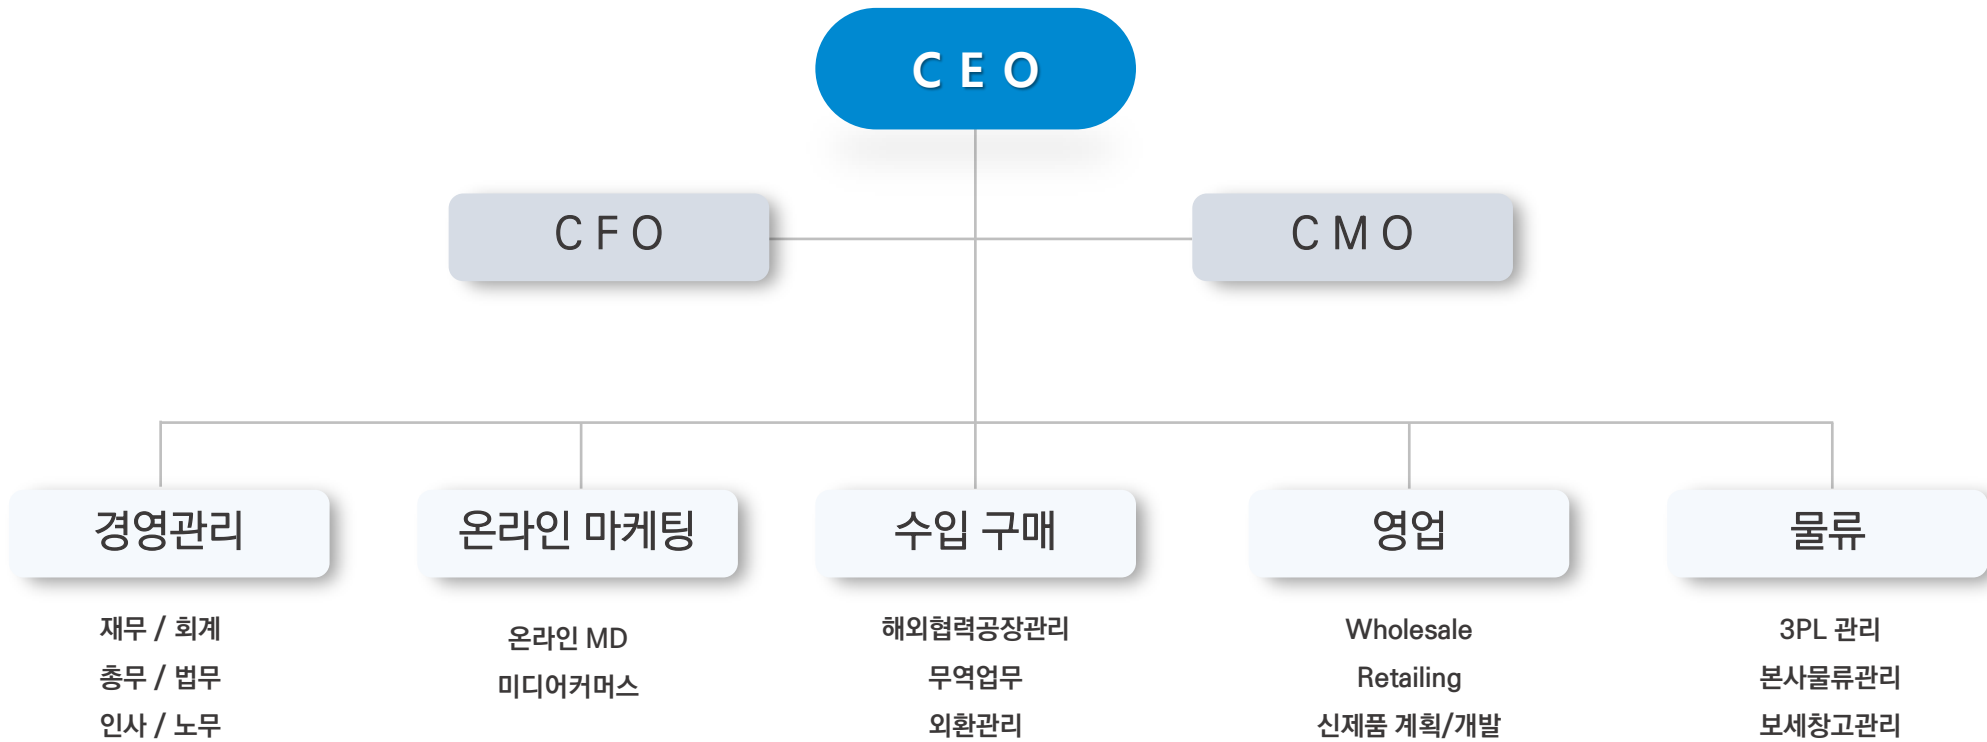 C E O
C F O
C M O
경영관리
온라인 마케팅
수입 구매
영업
물류
재무 / 회계
총무 / 법무
인사 / 노무
온라인 MD
미디어커머스
해외협력공장관리
무역업무
외환관리
Wholesale
Retailing
신제품 계획/개발
3PL 관리
본사물류관리
보세창고관리